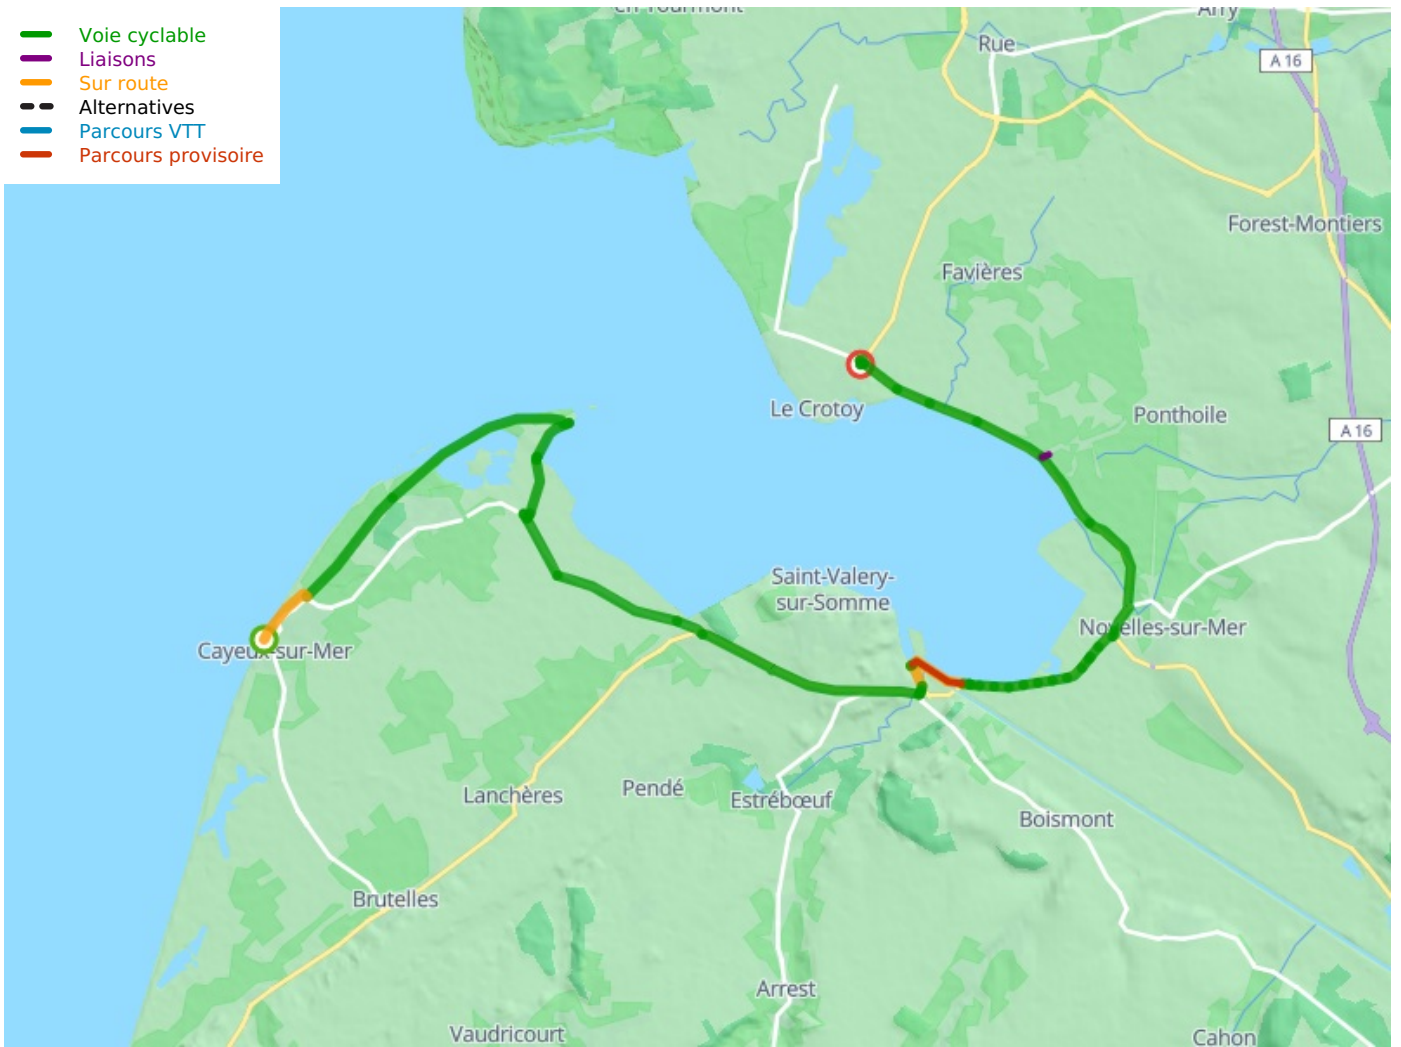 Voie cyclable
Liaisons
Sur route
Alternatives
Parcours VTT
Parcours provisoire
Rue
Arry
A 16
Forest-Montiers
Favières
Le Crotoy
Ponthoile
A 16
Saint-Valery-
sur-Somme
Noyelles-sur-Mer
Cayeux-sur-Mer
Lanchères
Pendé
Estrébœuf
Boismont
Brutelles
Arrest
Vaudricourt
Cahon